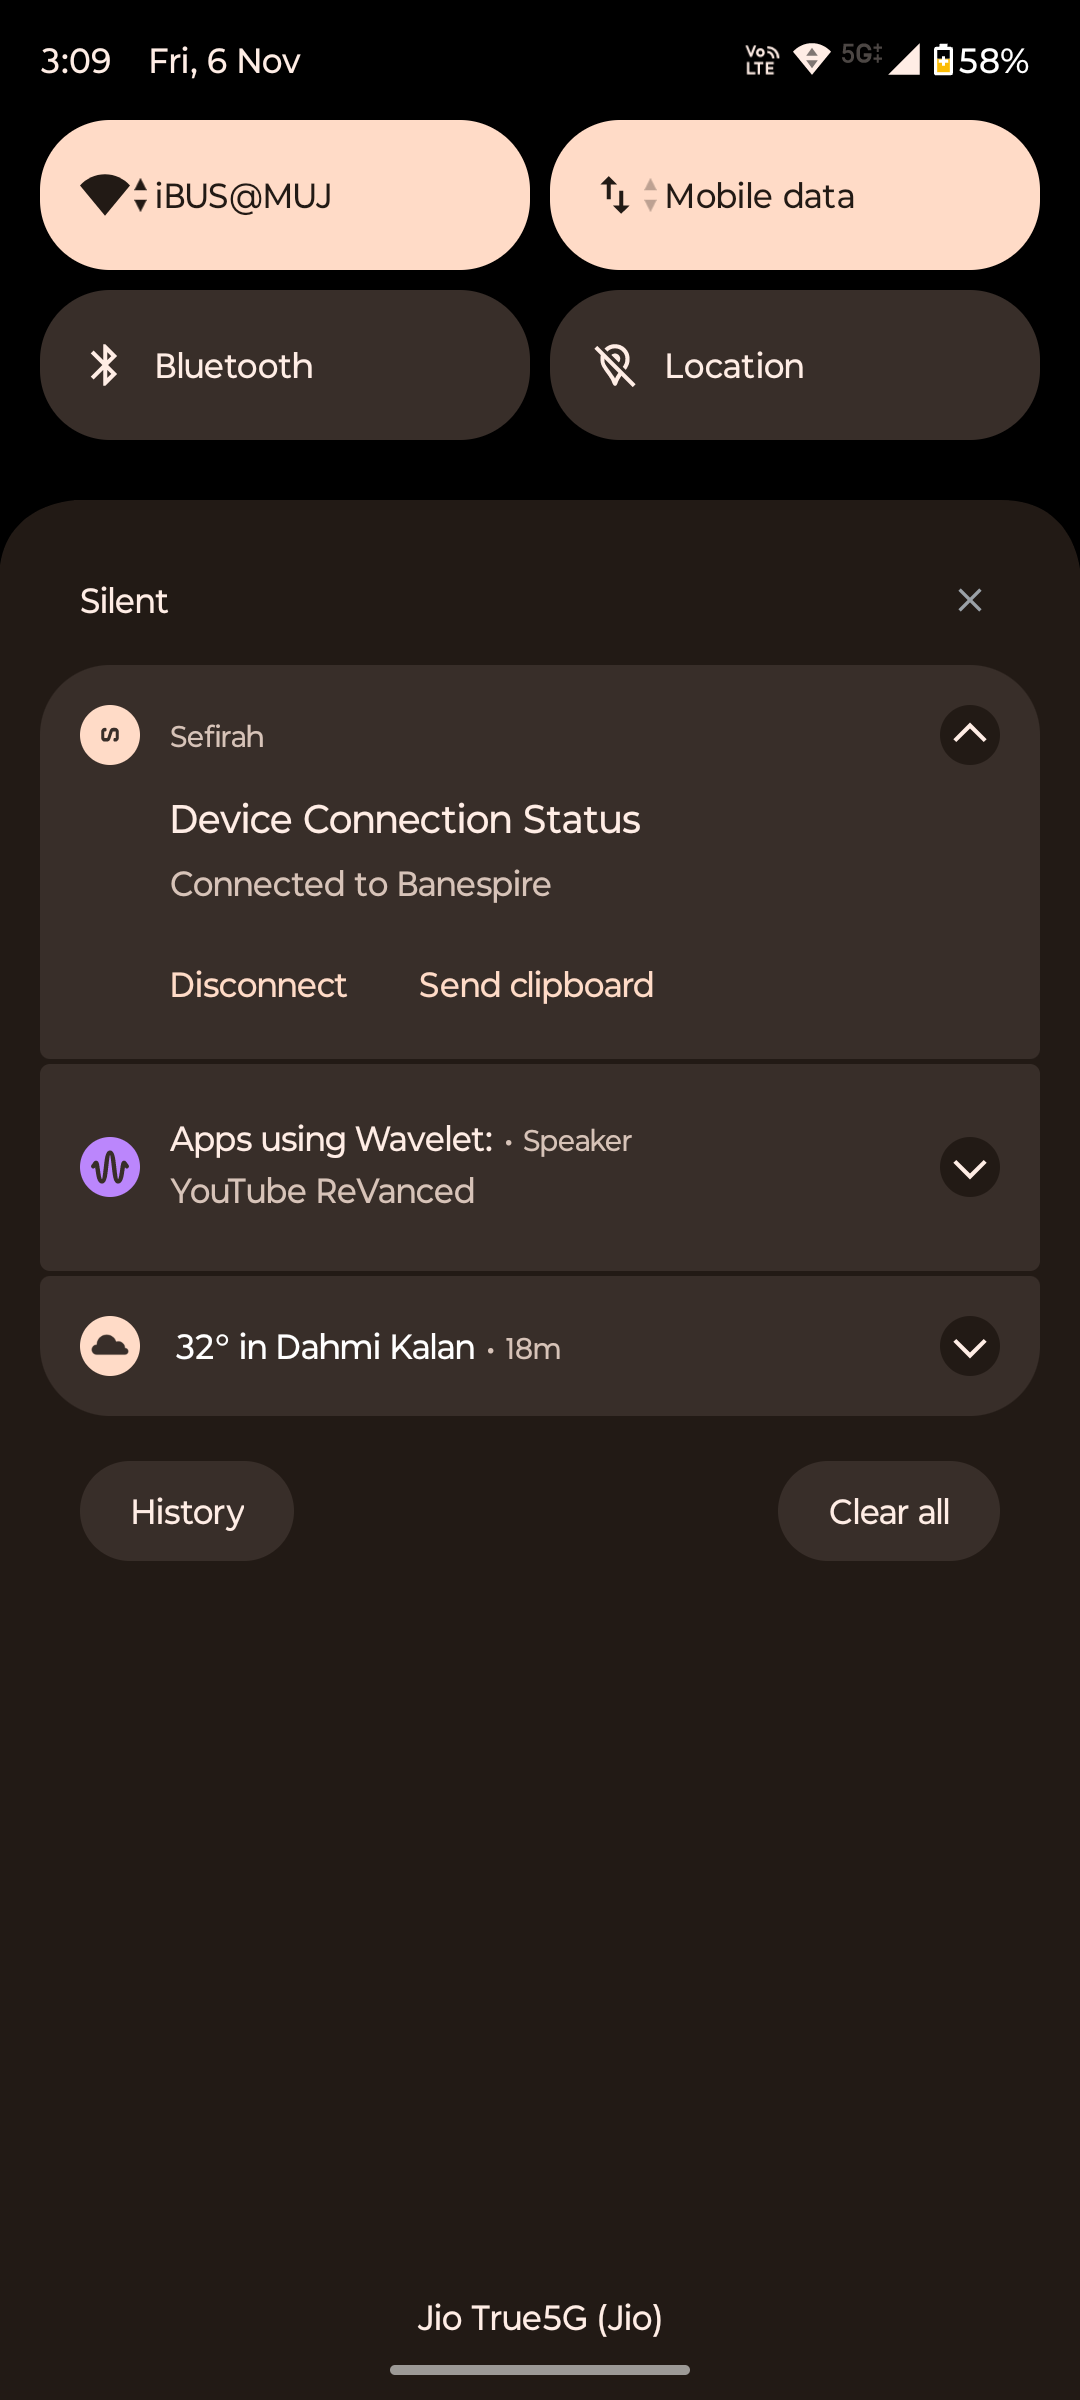 3:09 Fri, 6 Nov VoLTE 5G++ 58%
iBUS@MUJ Mobile data
Bluetooth Location
Silent
S Sefirah
Device Connection Status
Connected to Banespire
Disconnect Send clipboard
Apps using Wavelet: • Speaker
YouTube ReVanced
32° in Dahmi Kalan • 18m
History Clear all
Jio True5G (Jio)